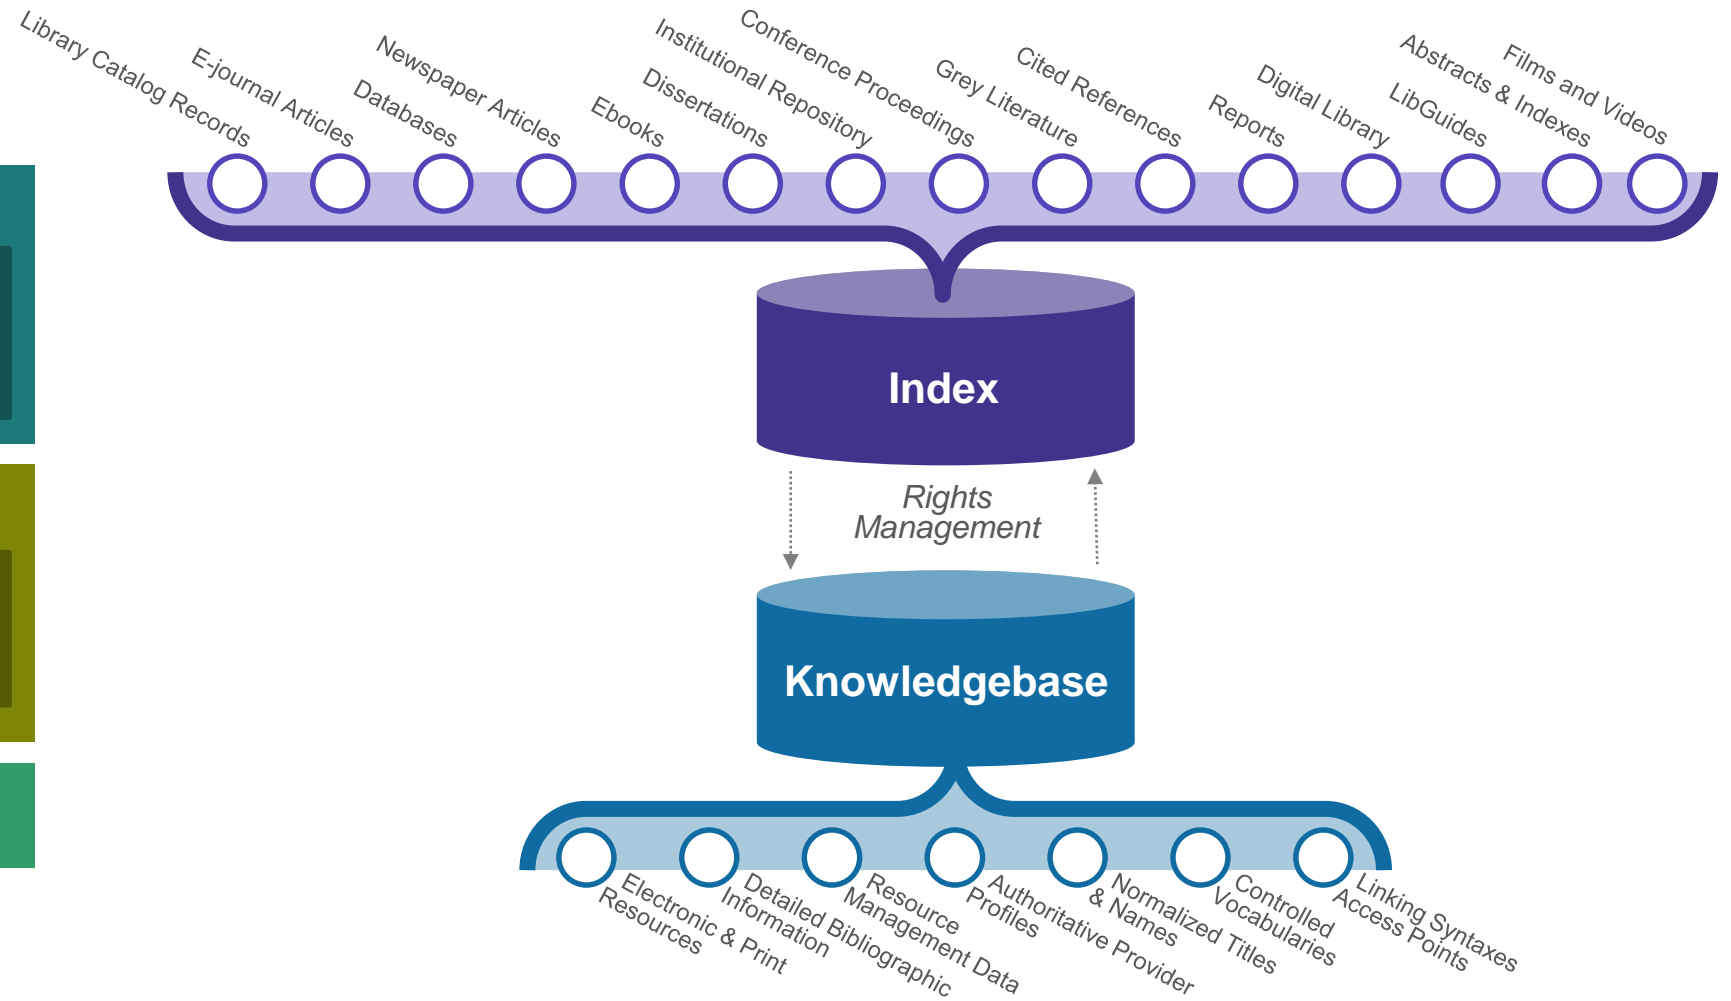 Library Catalog Records
E-journal Articles
Databases
Newspaper Articles
Ebooks
Dissertations
Institutional Repository
Conference Proceedings
Grey Literature
Cited References
Reports
Digital Library
LibGuides
Abstracts & Indexes
Films and Videos
Index
Rights
Management
Knowledgebase
Electronic & Print
Resources
Detailed Bibliographic
Information
Resource
Management Data
Authoritative Provider
Profiles
Normalized Titles
& Names
Controlled
Vocabularies
Linking Syntaxes
Access Points